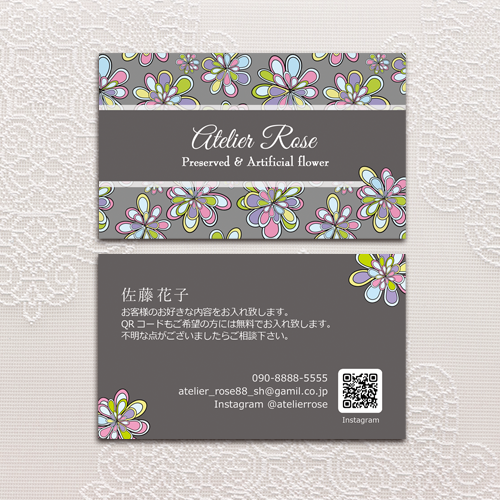 Atelier Rose
Preserved & Artificial flower
佐藤 花子
お客様のお好きな内容をお入れ致します。
QRコードもご希望の方には無料でお入れ致します。
不明な点がございましたらご相談下さい。
090-8888-5555
atelier_rose88_sh@gamil.co.jp
Instagram @atelierrose
Instagram